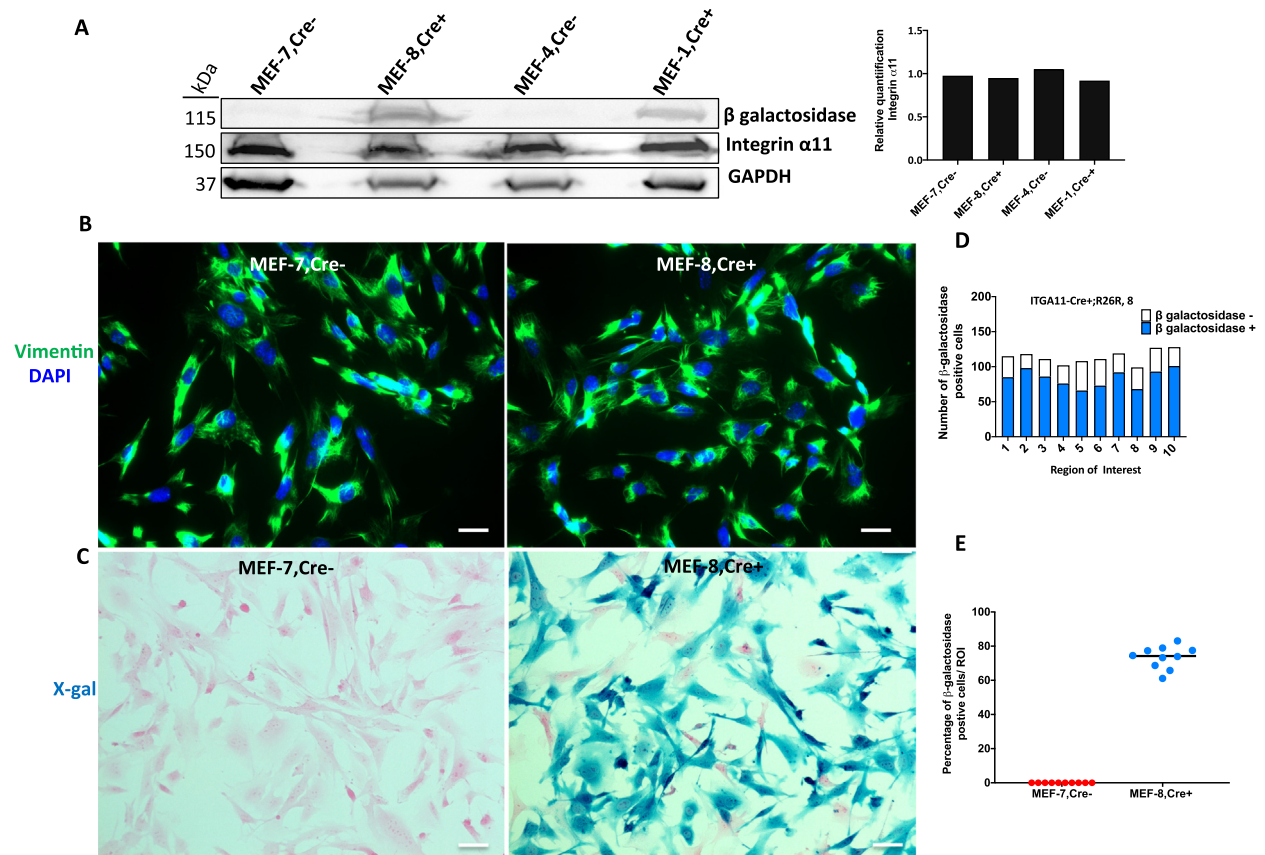 A
kDa
MEF-7,Cre-
MEF-8,Cre+
MEF-4,Cre-
MEF-1,Cre+
115
β galactosidase
150
Integrin α11
37
GAPDH
Relative quantiification
Integrin α11
1.5
1.0
0.5
0.0
MEF-7,Cre-
MEF-8,Cre+
MEF-4,Cre-
MEF-1,Cre-+
B
Vimentin
DAPI
MEF-7,Cre-
MEF-8,Cre+
C
X-gal
MEF-7,Cre-
MEF-8,Cre+
D
ITGA11-Cre+;R26R, 8
β galactosidase -
β galactosidase +
Number of β-galactosidase
positive cells
200
150
100
50
0
1 2 3 4 5 6 7 8 9 10
Region of Interest
E
Percentage of β-galactosidase
postive cells/ ROI
100
80
60
40
20
0
MEF-7,Cre-
MEF-8,Cre+